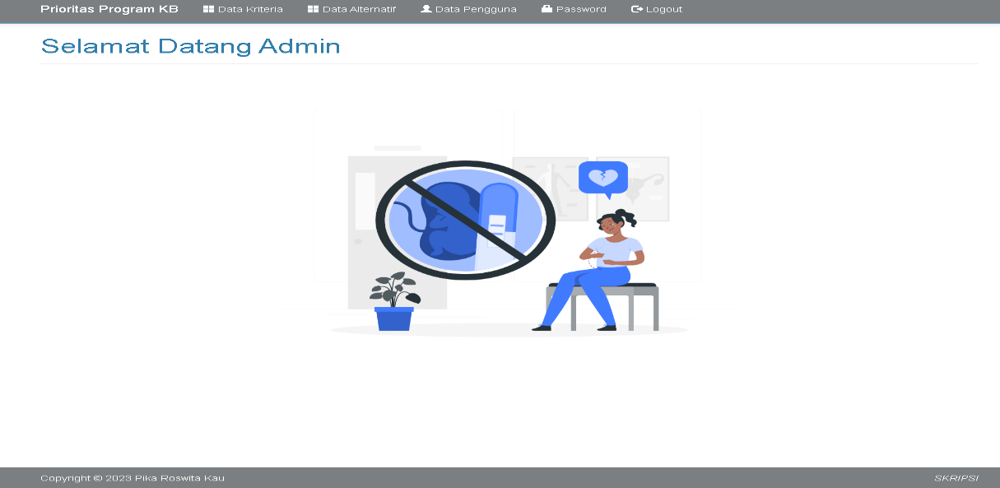 Prioritas Program KB Data Kriteria Data Alternatif Data Pengguna Password Logout
Selamat Datang Admin
Copyright © 2023 Pika Roswita Kau SKRIPSI